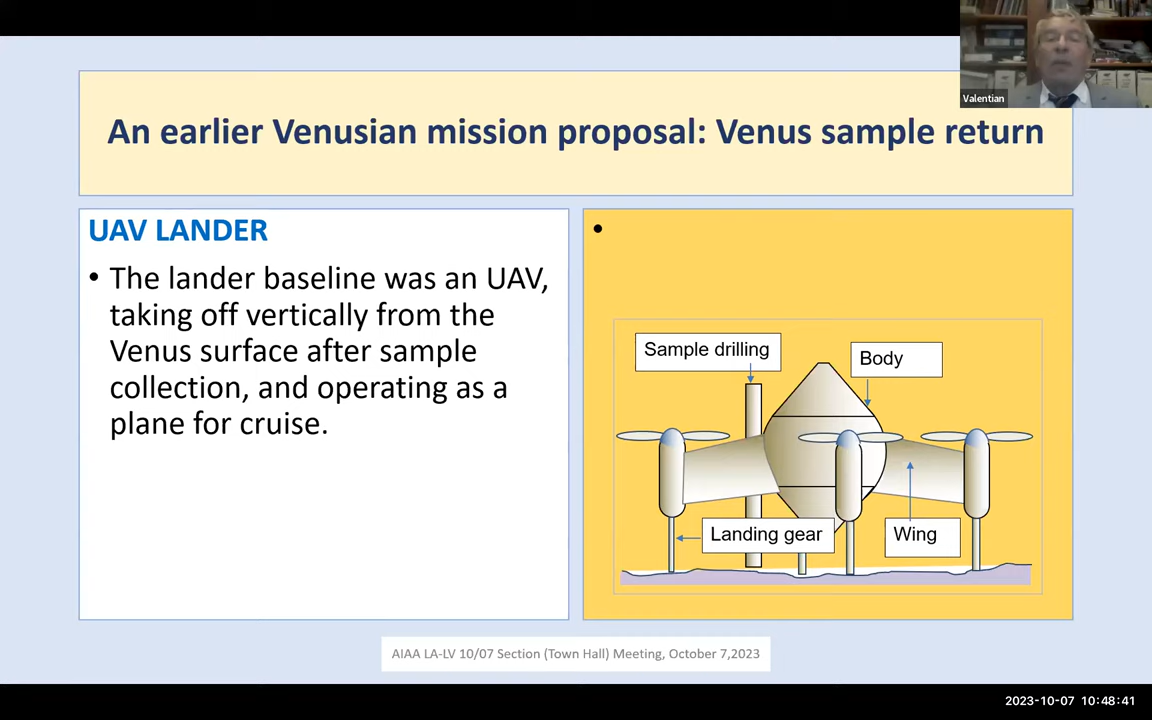 Valentian
An earlier Venusian mission proposal: Venus sample return
UAV LANDER
• The lander baseline was an UAV,
taking off vertically from the
Venus surface after sample
collection, and operating as a
plane for cruise.
•
Sample drilling
Body
Landing gear
Wing
AIAA LA-LV 10/07 Section (Town Hall) Meeting, October 7,2023
2023-10-07 10:48:41